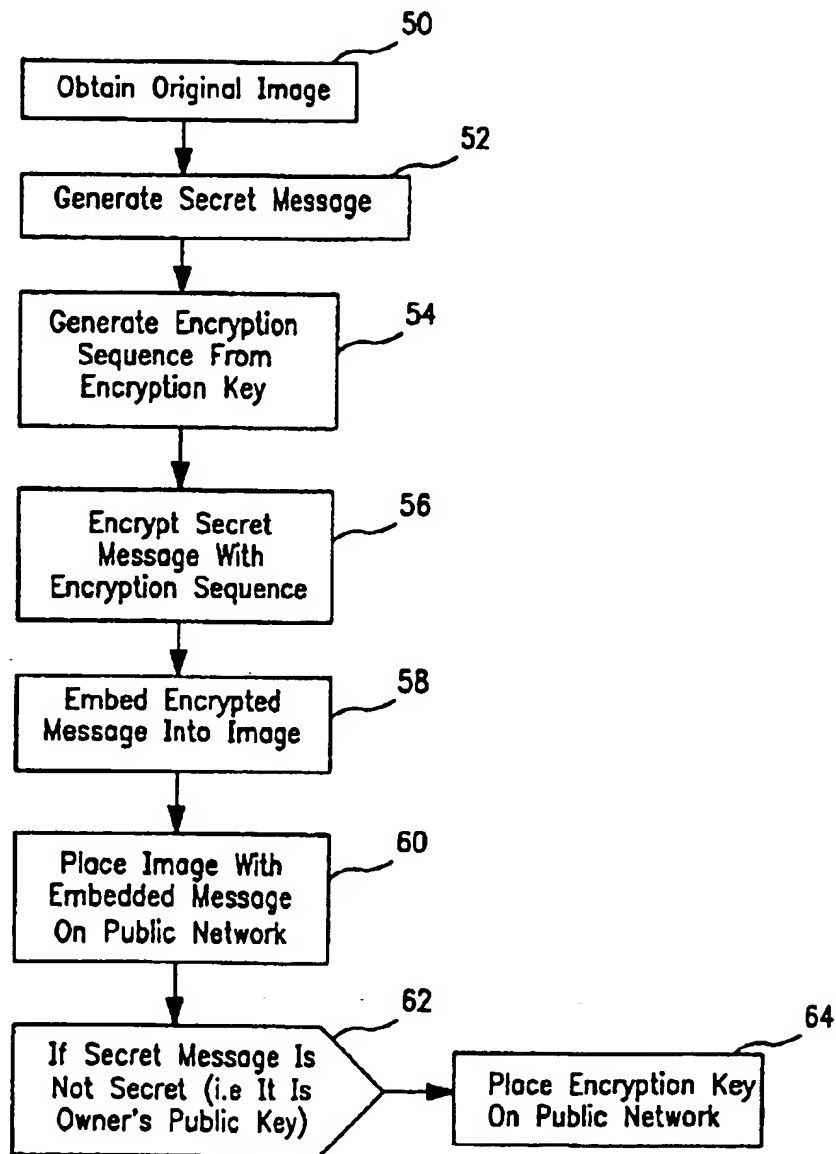 50
Obtain Original Image
52
Generate Secret Message
54
Generate Encryption
Sequence From
Encryption Key
56
Encrypt Secret
Message With
Encryption Sequence
58
Embed Encrypted
Message Into Image
60
Place Image With
Embedded Message
On Public Network
62
If Secret Message Is
Not Secret (i.e It Is
Owner's Public Key)
64
Place Encryption Key
On Public Network